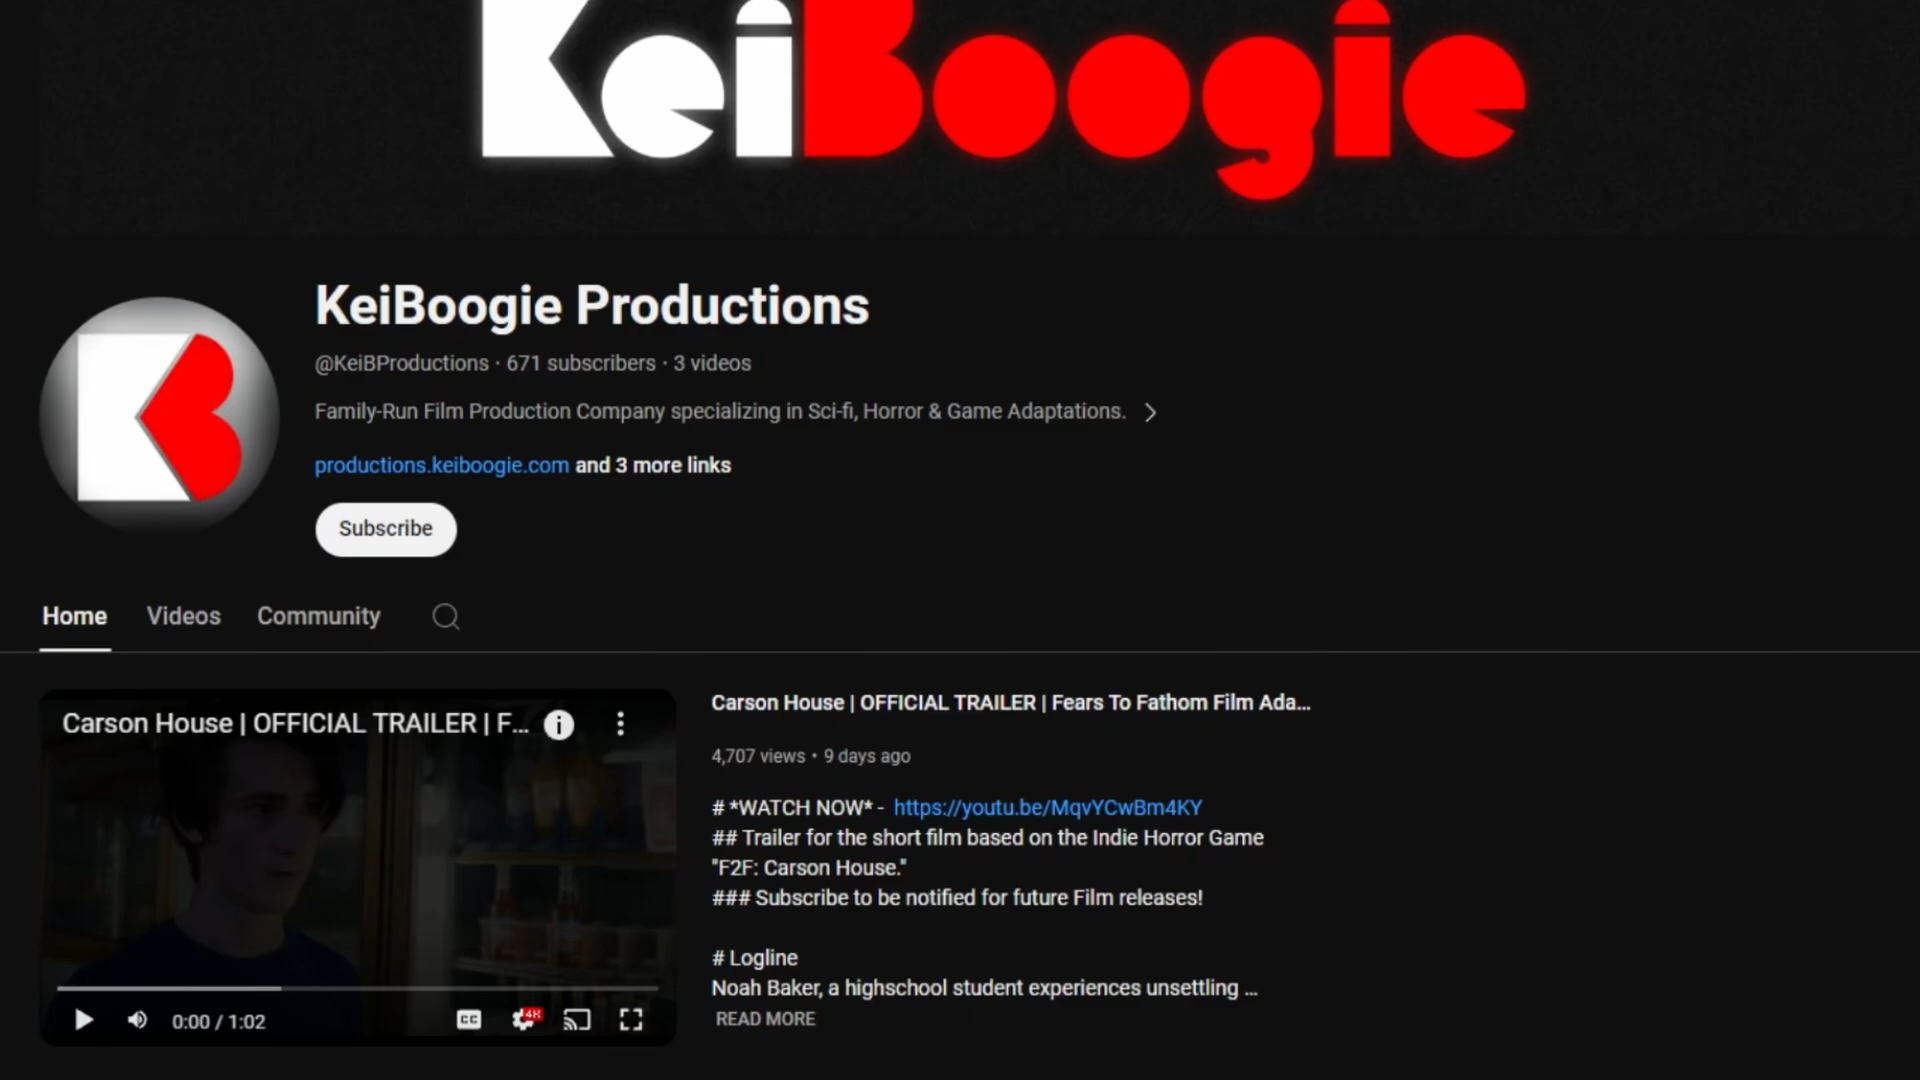 KeiBoogie
KeiBoogie Productions
@KeiBProductions · 671 subscribers · 3 videos
Family-Run Film Production Company specializing in Sci-fi, Horror & Game Adaptations.
productions.keiboogie.com and 3 more links
Subscribe
Home Videos Community
Carson House | OFFICIAL TRAILER | F...
0:00 / 1:02
CC
4K
Carson House | OFFICIAL TRAILER | Fears To Fathom Film Ada...
4,707 views • 9 days ago
# *WATCH NOW* - https://youtu.be/MqvYCwBm4KY
## Trailer for the short film based on the Indie Horror Game
"F2F: Carson House."
### Subscribe to be notified for future Film releases!
# Logline
Noah Baker, a highschool student experiences unsettling ...
READ MORE